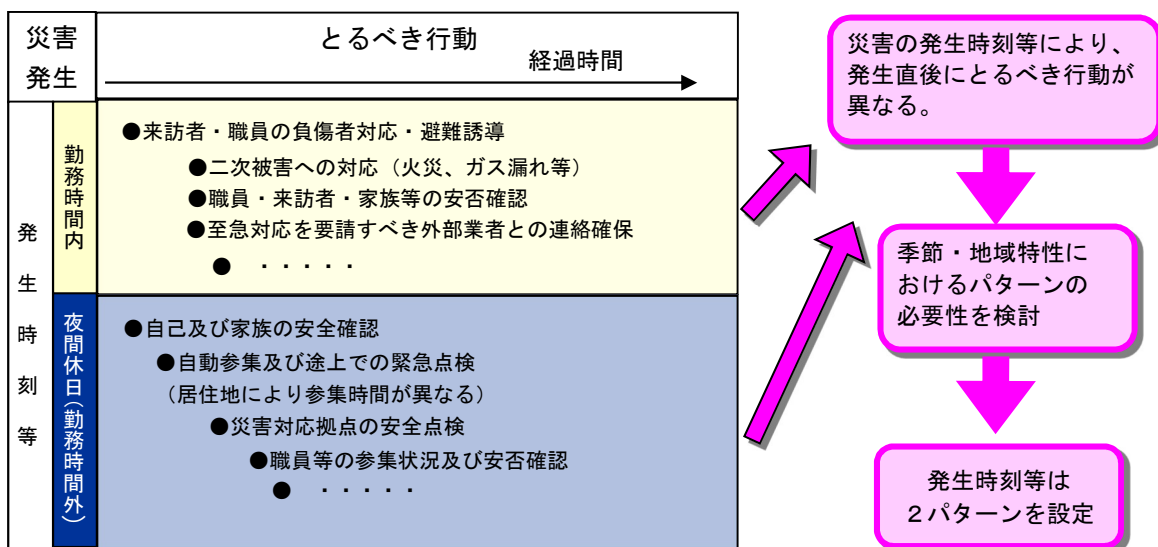 災害
発生
とるべき行動
経過時間
発生時刻等
勤務時間内
●来訪者・職員の負傷者対応・避難誘導
●二次被害への対応（火災、ガス漏れ等）
●職員・来訪者・家族等の安否確認
●至急対応を要請すべき外部業者との連絡確保
● ・・・・・
夜間休日（勤務時間外）
●自己及び家族の安全確認
●自動参集及び途上での緊急点検
（居住地により参集時間が異なる）
●災害対応拠点の安全点検
●職員等の参集状況及び安否確認
● ・・・・・
災害の発生時刻等により、
発生直後にとるべき行動が
異なる。
季節・地域特性に
おけるパターンの
必要性を検討
発生時刻等は
２パターンを設定